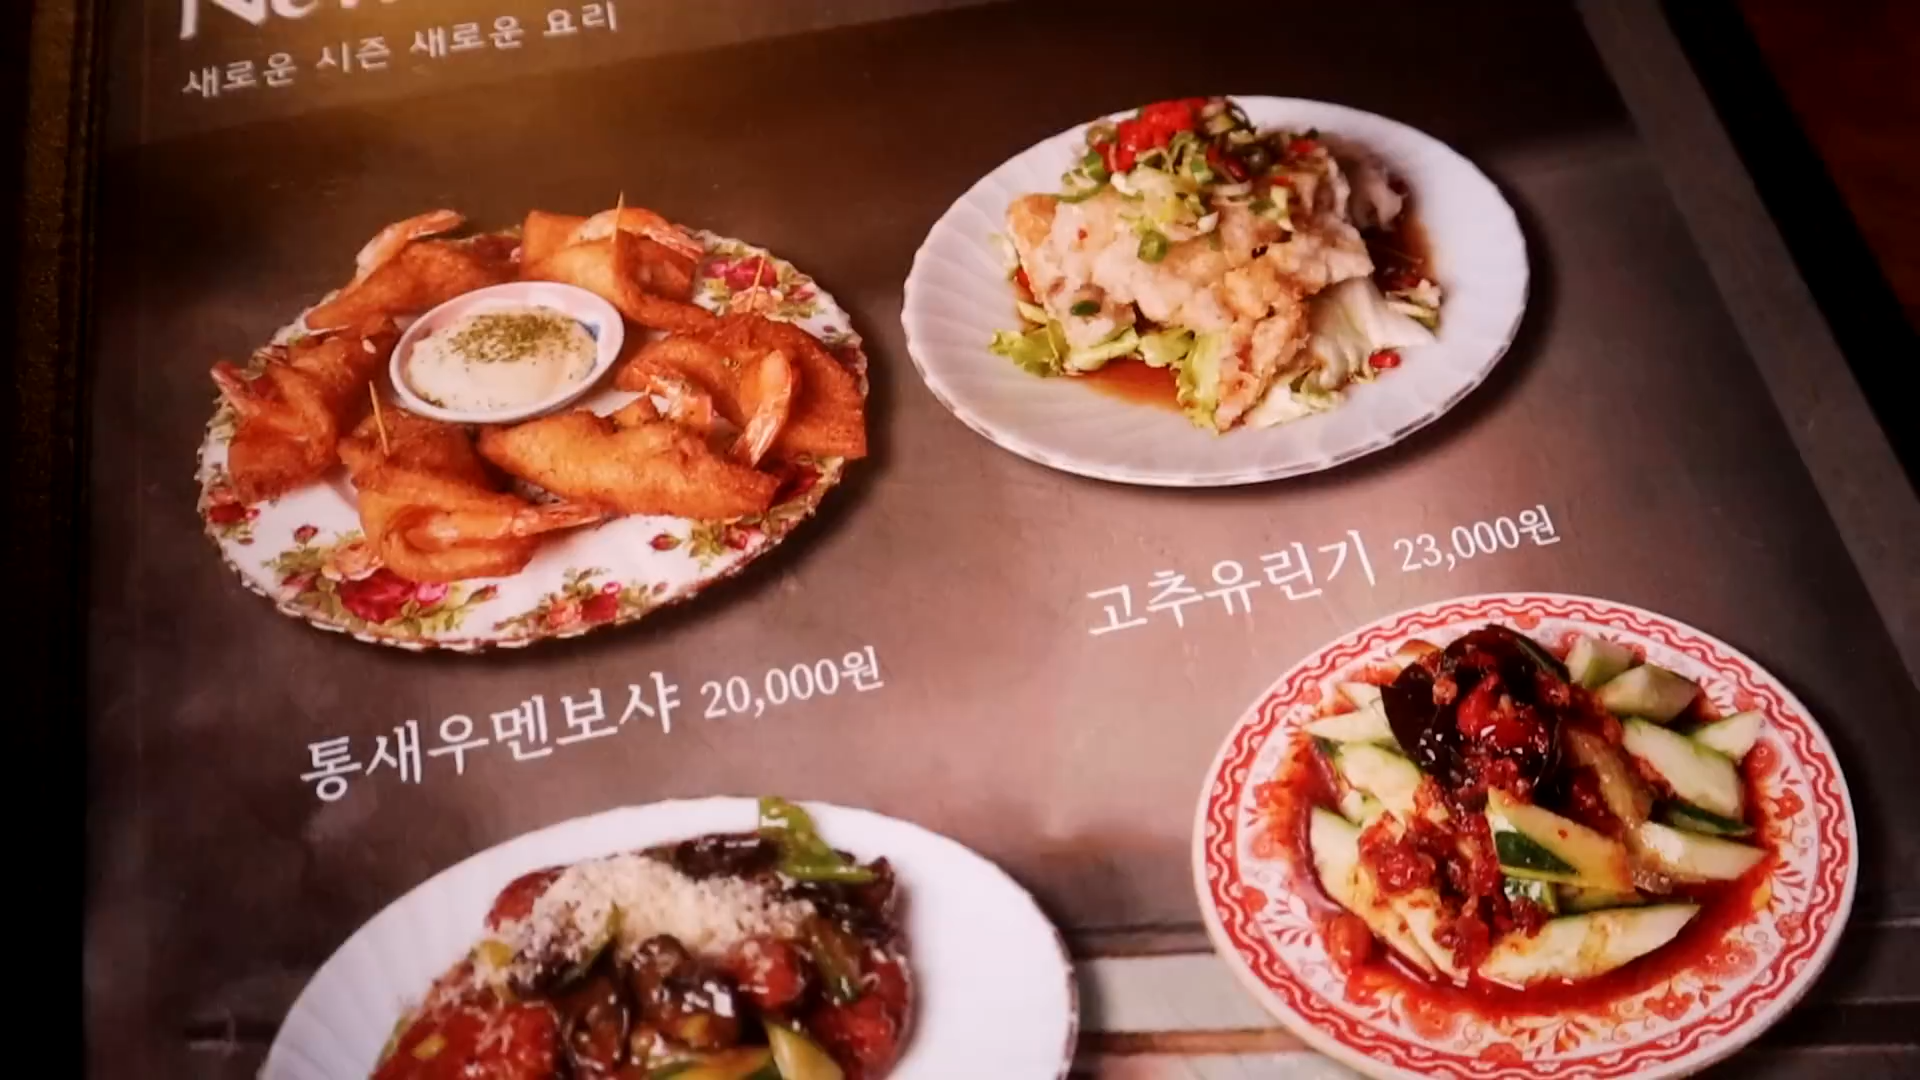 새로운 시즌 새로운 요리
고추유린기 23,000원
통새우멘보샤 20,000원